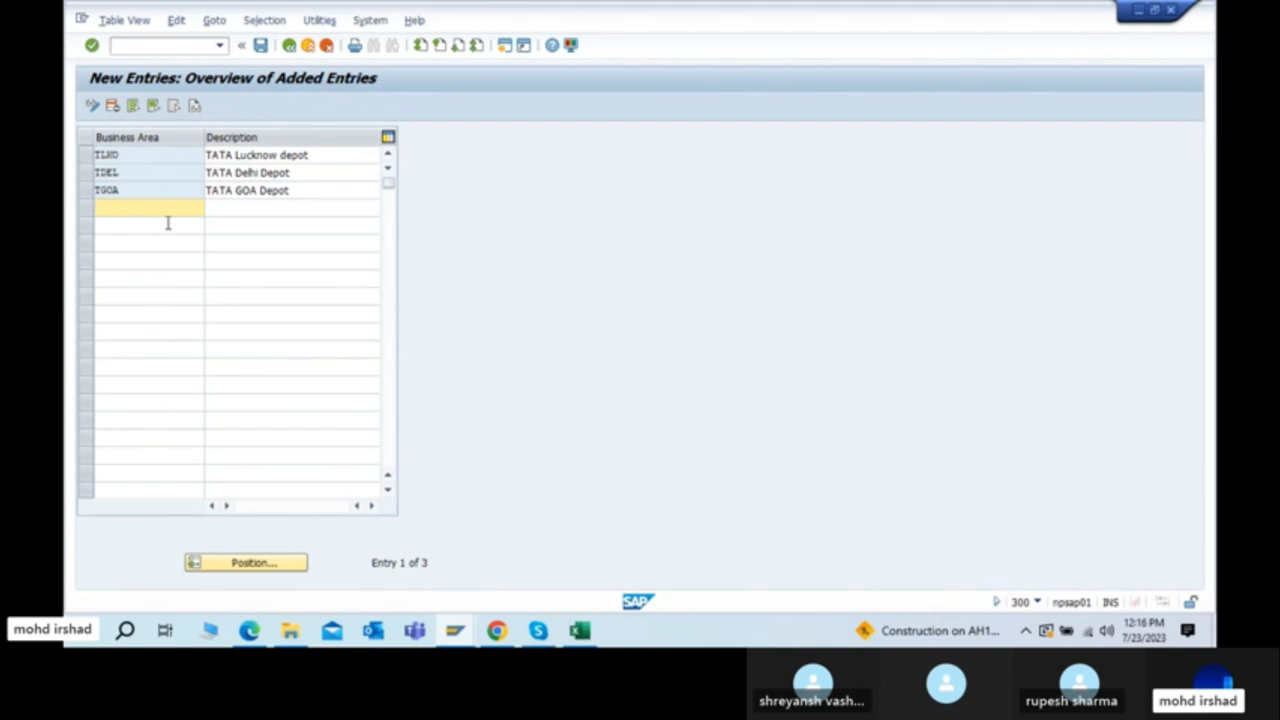 Table View Edit Goto Selection Utilities System Help
New Entries: Overview of Added Entries
Business Area Description
TLKO TATA Lucknow depot
TDEL TATA Delhi Depot
TGOA TATA GOA Depot
Position... Entry 1 of 3
SAP 300 npsap01 INS
mohd irshad Construction on AH1... 12:16 PM
7/23/2023
shreyansh vash... rupesh sharma mohd irshad